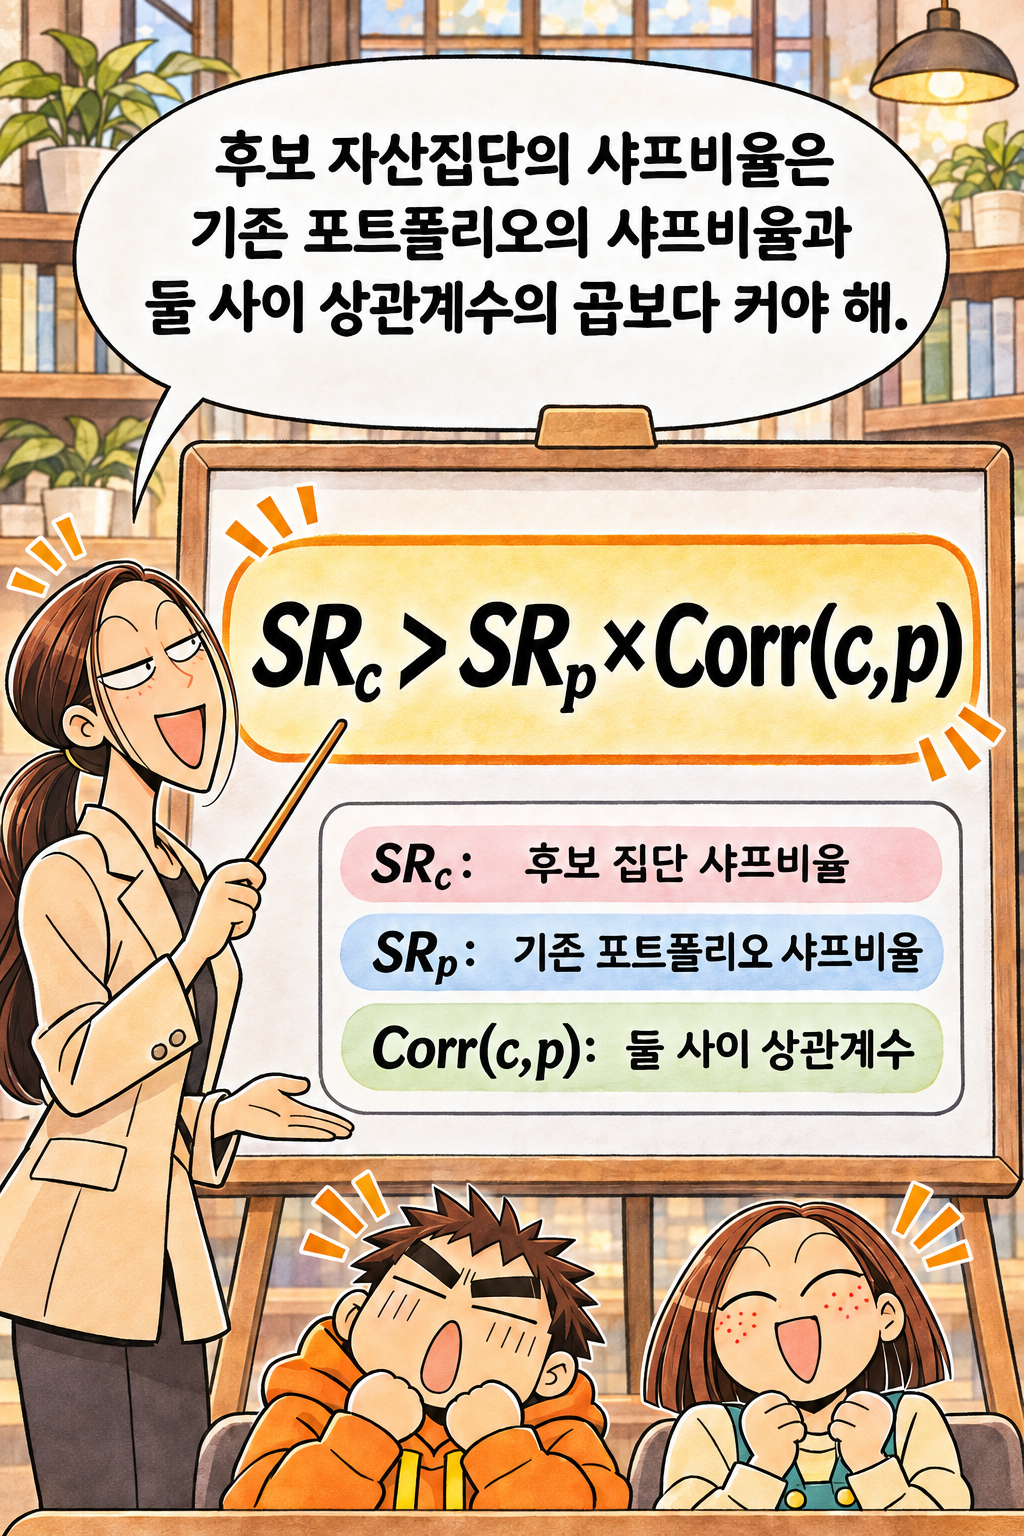 후보 자산집단의 샤프비율은
기존 포트폴리오의 샤프비율과
둘 사이 상관계수의 곱보다 커야 해.
SRc > SRp × Corr(c,p)
SRc : 후보 집단 샤프비율
SRp : 기존 포트폴리오 샤프비율
Corr(c,p): 둘 사이 상관계수